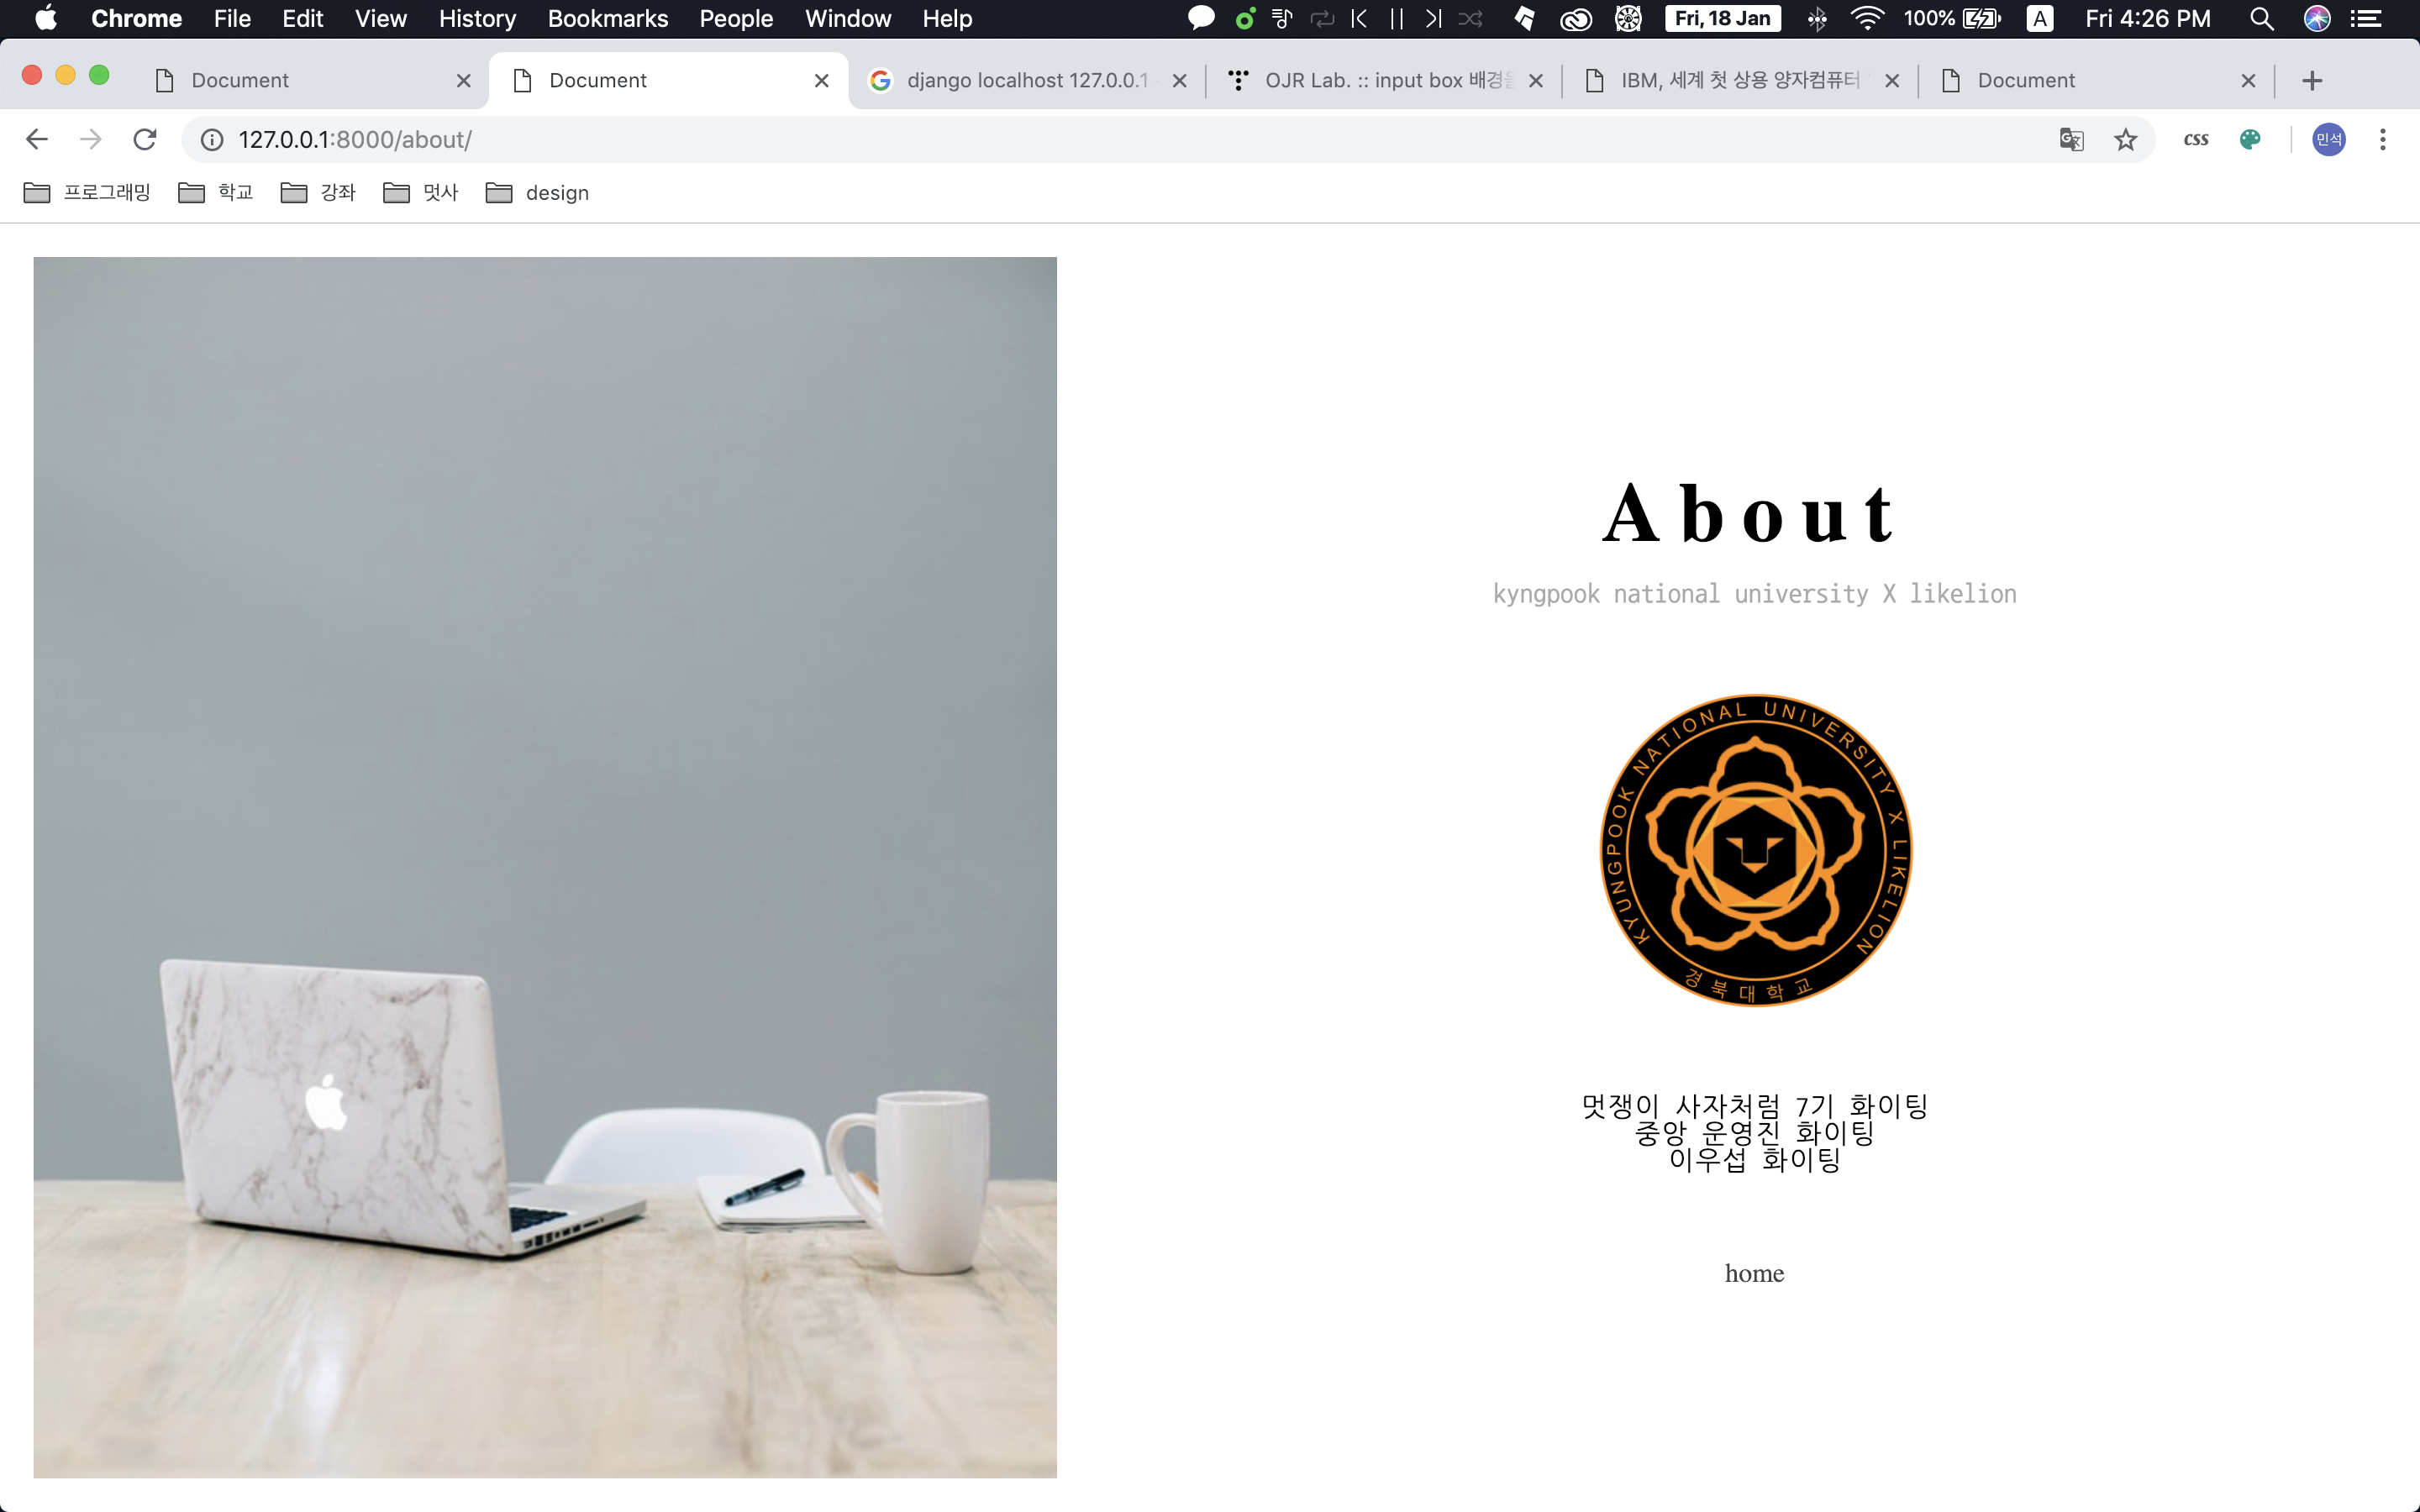 Chrome File Edit View History Bookmarks People Window Help Fri, 18 Jan 100% A Fri 4:26 PM
Document Document django localhost 127.0.0.1 OJR Lab. :: input box 배경을 IBM, 세계 첫 상용 양자컴퓨터 Document
127.0.0.1:8000/about/ css 민석
프로그래밍 학교 강좌 멋사 design
About
kyngpook national university X likelion
KYUNGPOOK NATIONAL UNIVERSITY X LIKELION
경북대학교
멋쟁이 사자처럼 7기 화이팅
중앙 운영진 화이팅
이우섭 화이팅
home